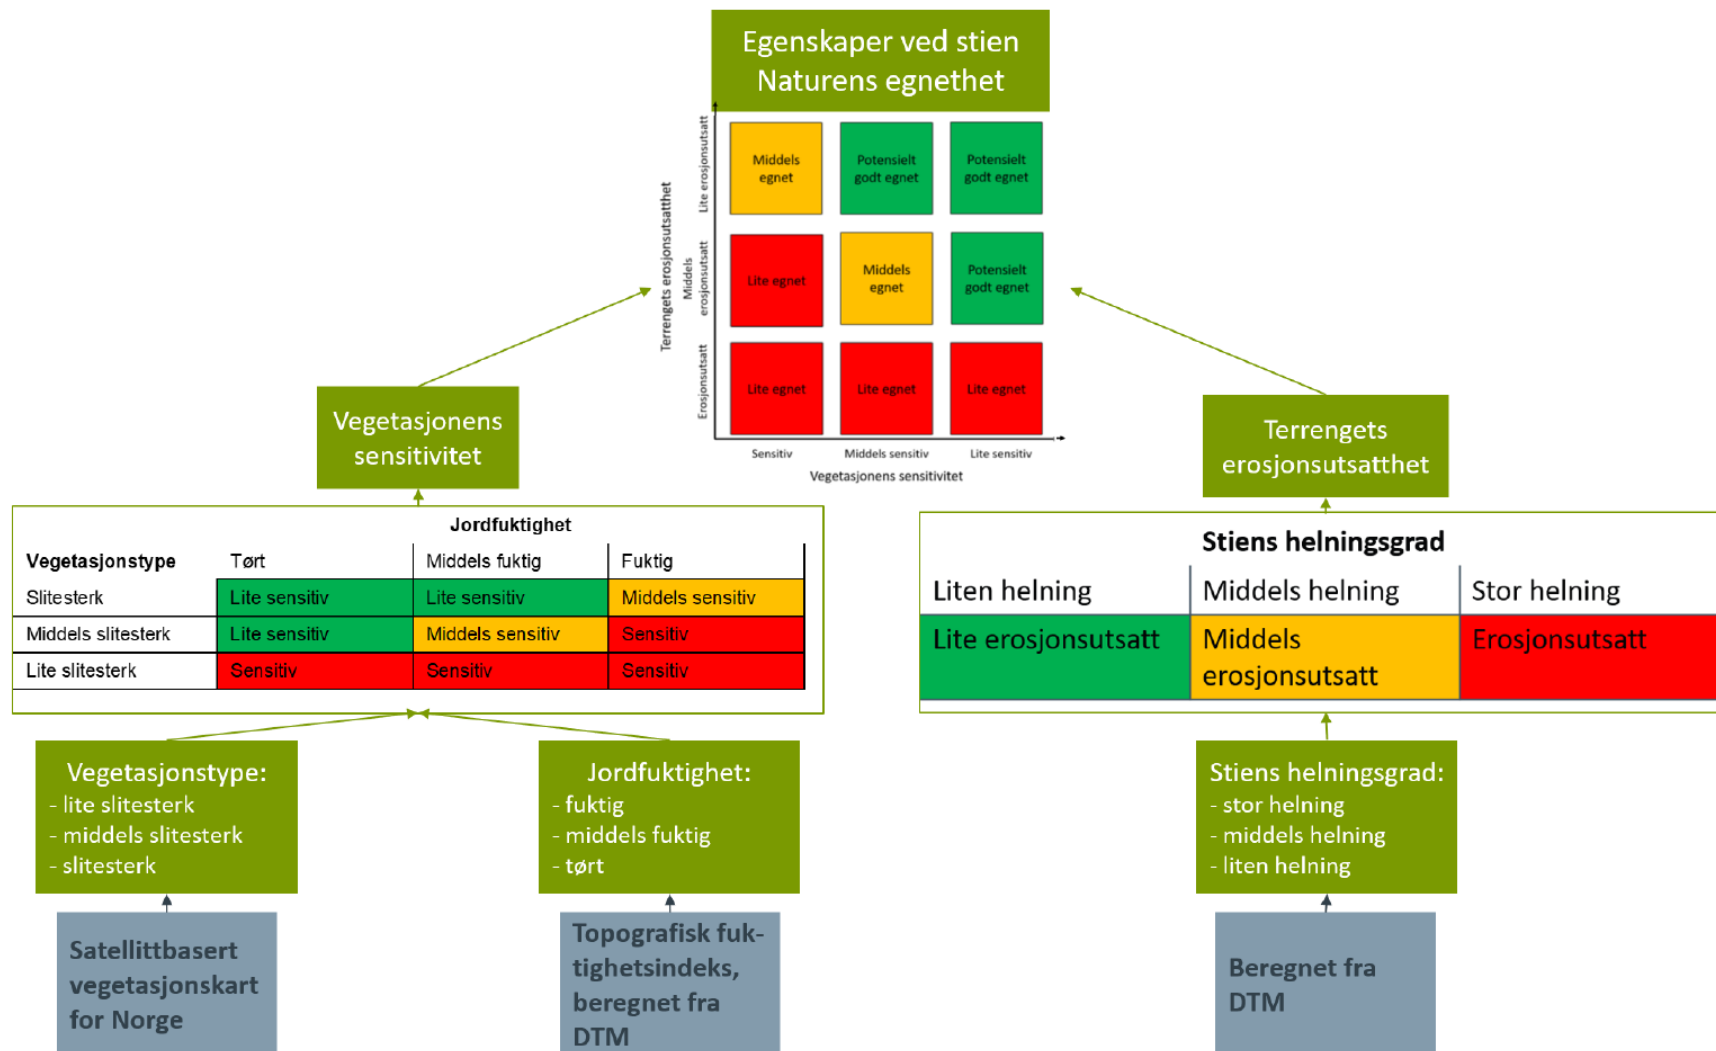 Egenskaper ved stien
Naturens egnethet
Terrengets erosjonsutsatthet
Lite erosjonsutsatt
Middels
erosjonsutsatt
Erosjonsutsatt
Middels
egnet
Potensielt
godt egnet
Potensielt
godt egnet
Lite egnet
Middels
egnet
Potensielt
godt egnet
Lite egnet
Lite egnet
Lite egnet
Sensitiv
Middels sensitiv
Lite sensitiv
Vegetasjonens sensitivitet
Vegetasjonens
sensitivitet
Terrengets
erosjonsutsatthet
Jordfuktighet
Vegetasjonstype
Tørt
Middels fuktig
Fuktig
Slitesterk
Lite sensitiv
Lite sensitiv
Middels sensitiv
Middels slitesterk
Lite sensitiv
Middels sensitiv
Sensitiv
Lite slitesterk
Sensitiv
Sensitiv
Sensitiv
Stiens helningsgrad
Liten helning
Middels helning
Stor helning
Lite erosjonsutsatt
Middels
erosjonsutsatt
Erosjonsutsatt
Vegetasjonstype:
- lite slitesterk
- middels slitesterk
- slitesterk
Jordfuktighet:
- fuktig
- middels fuktig
- tørt
Stiens helningsgrad:
- stor helning
- middels helning
- liten helning
Satellittbasert
vegetasjonskart
for Norge
Topografisk fuk-
tighetsindeks,
beregnet fra
DTM
Beregnet fra
DTM